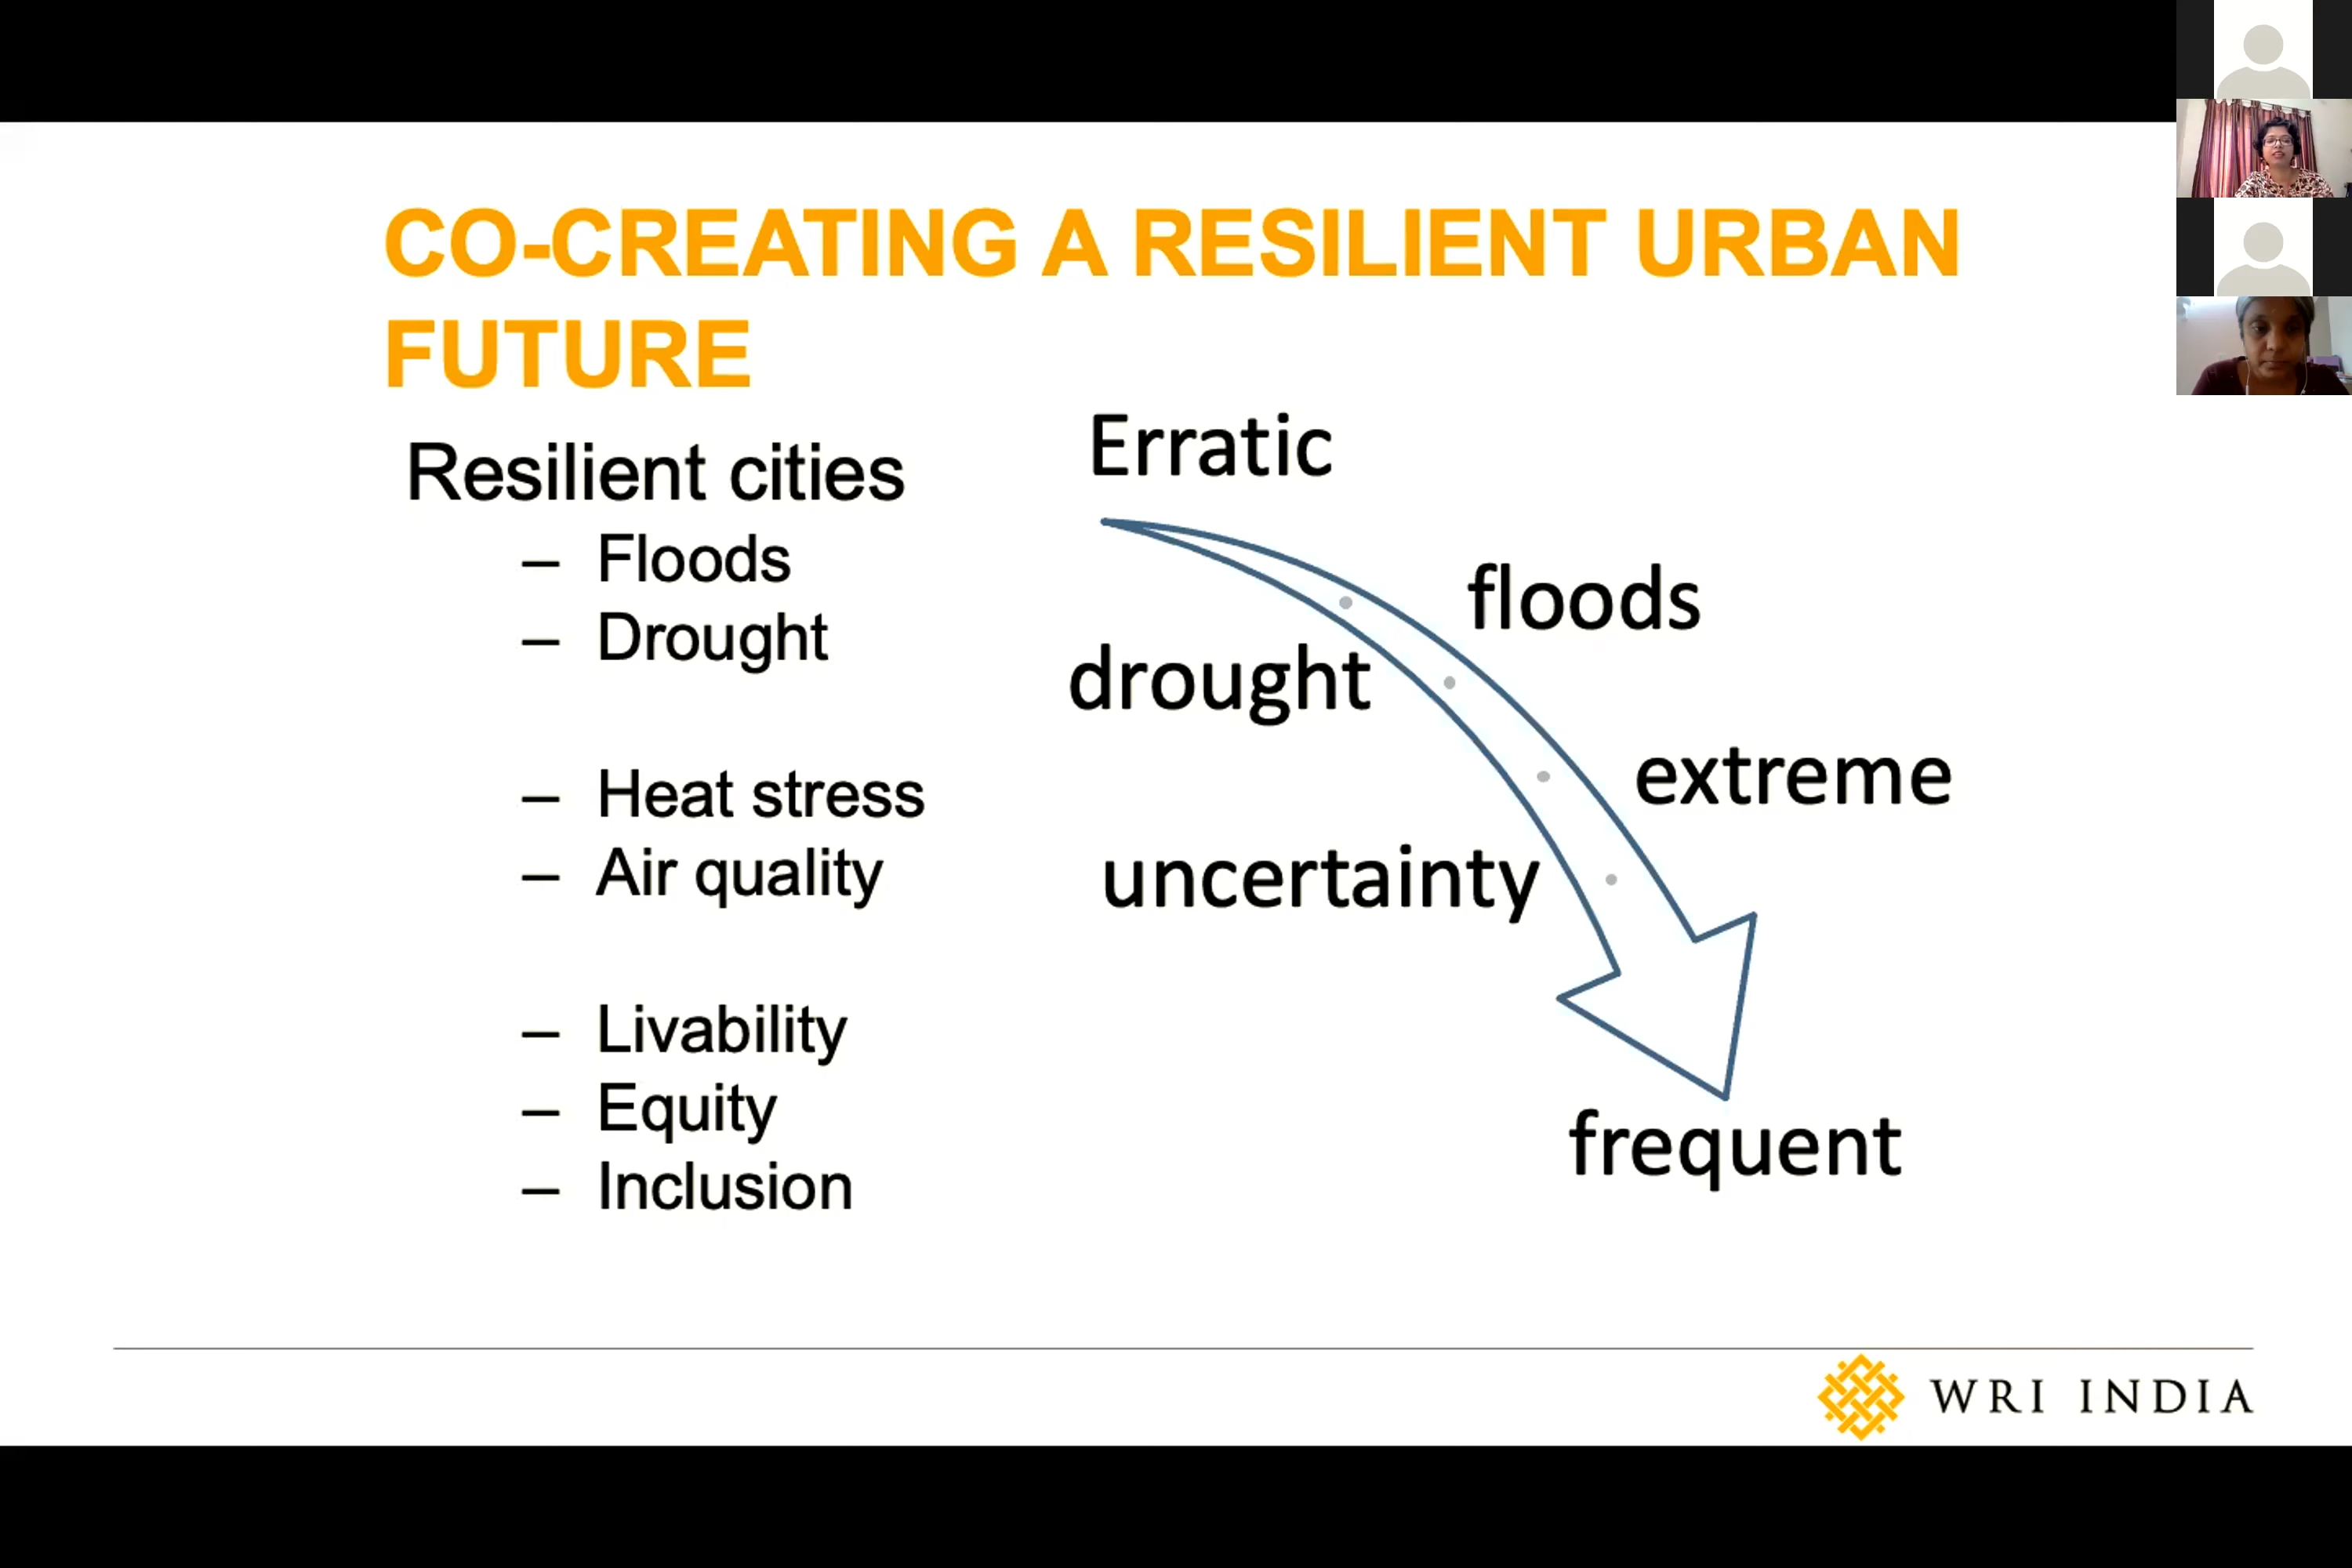 CO-CREATING A RESILIENT URBAN
FUTURE
Resilient cities
– Floods
– Drought
– Heat stress
– Air quality
– Livability
– Equity
– Inclusion
Erratic
floods
drought
extreme
uncertainty
frequent
WRI INDIA